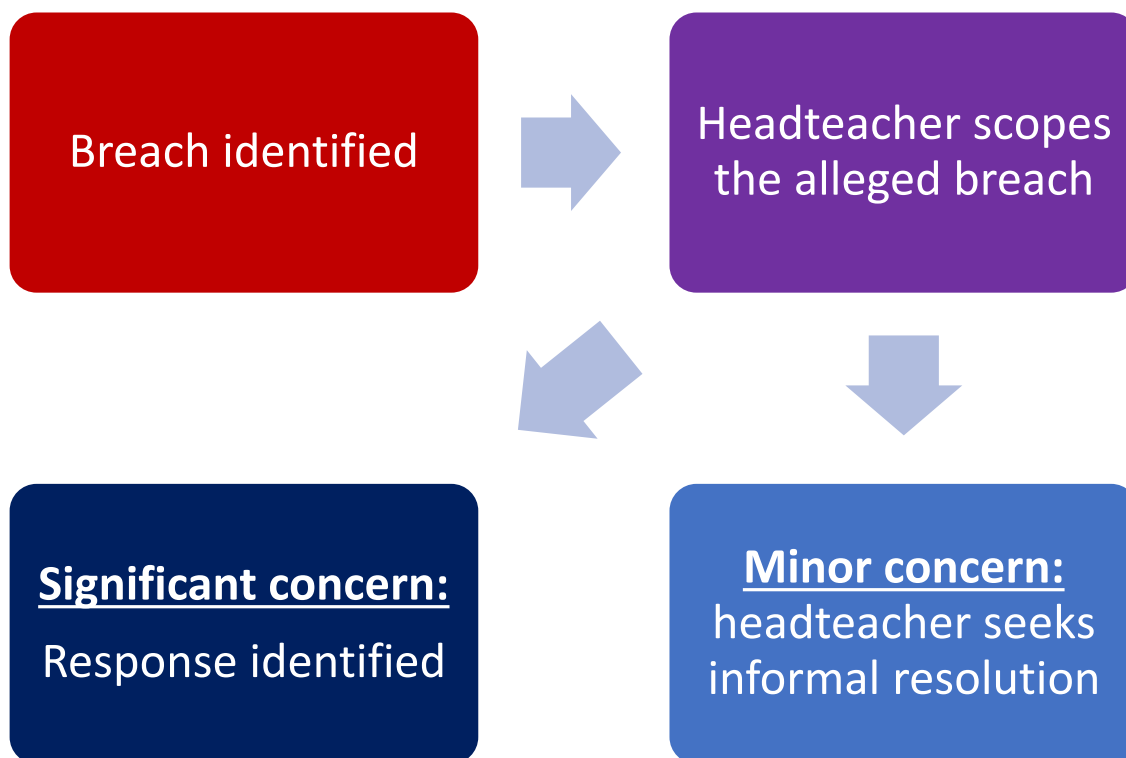 Breach identified
Headteacher scopes
the alleged breach
Significant concern:
Response identified
Minor concern:
headteacher seeks
informal resolution